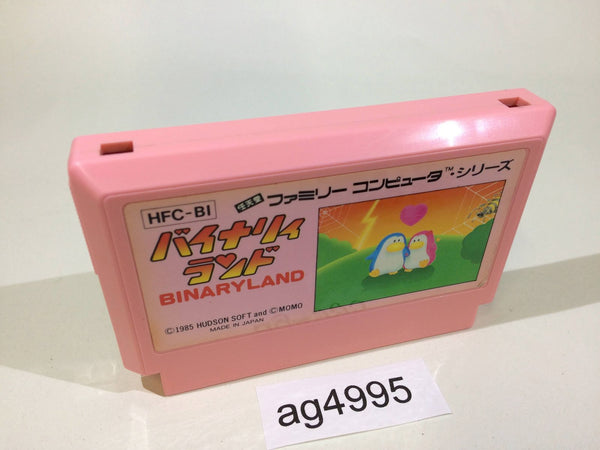 HFC-BI
任天堂 ファミリー コンピュータ™・シリーズ
バイナリィ
ランド
BINARYLAND
©1985 HUDSON SOFT and ©MOMO
MADE IN JAPAN
ag4995